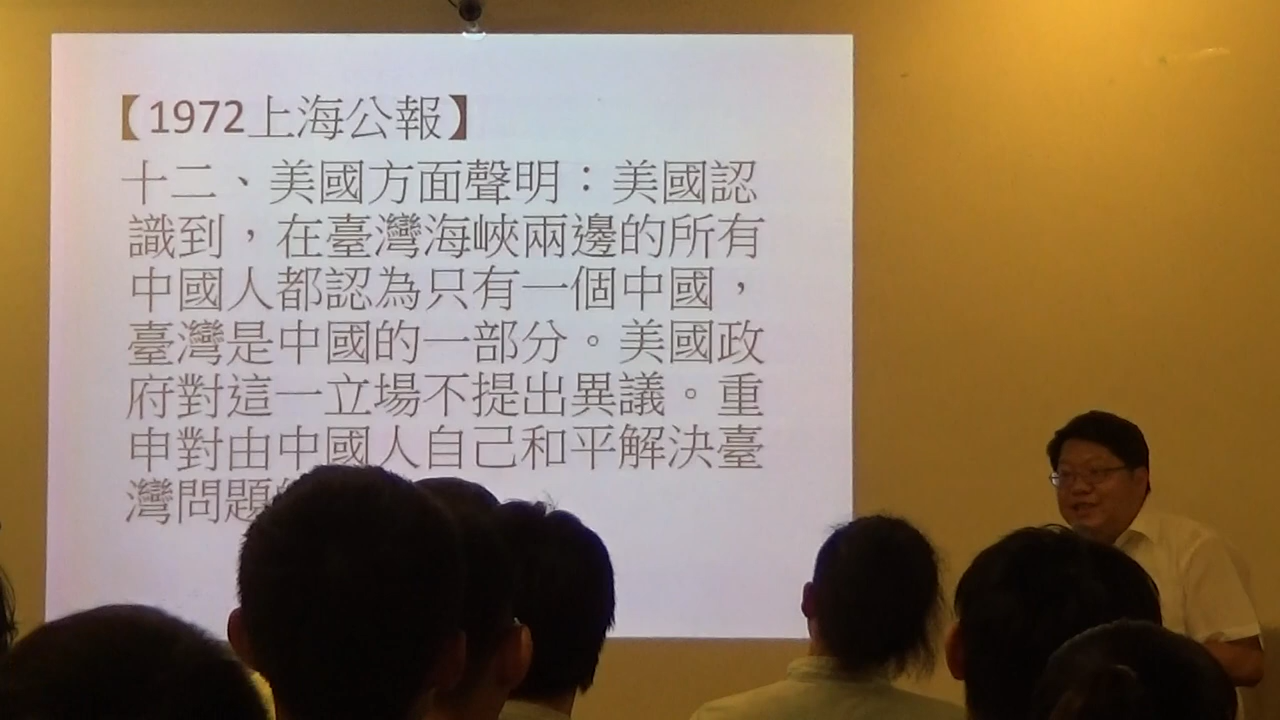 【1972上海公報】
十二、美國方面聲明：美國認
識到，在臺灣海峽兩邊的所有
中國人都認為只有一個中國，
臺灣是中國的一部分。美國政
府對這一立場不提出異議。重
申對由中國人自己和平解決臺
灣問題